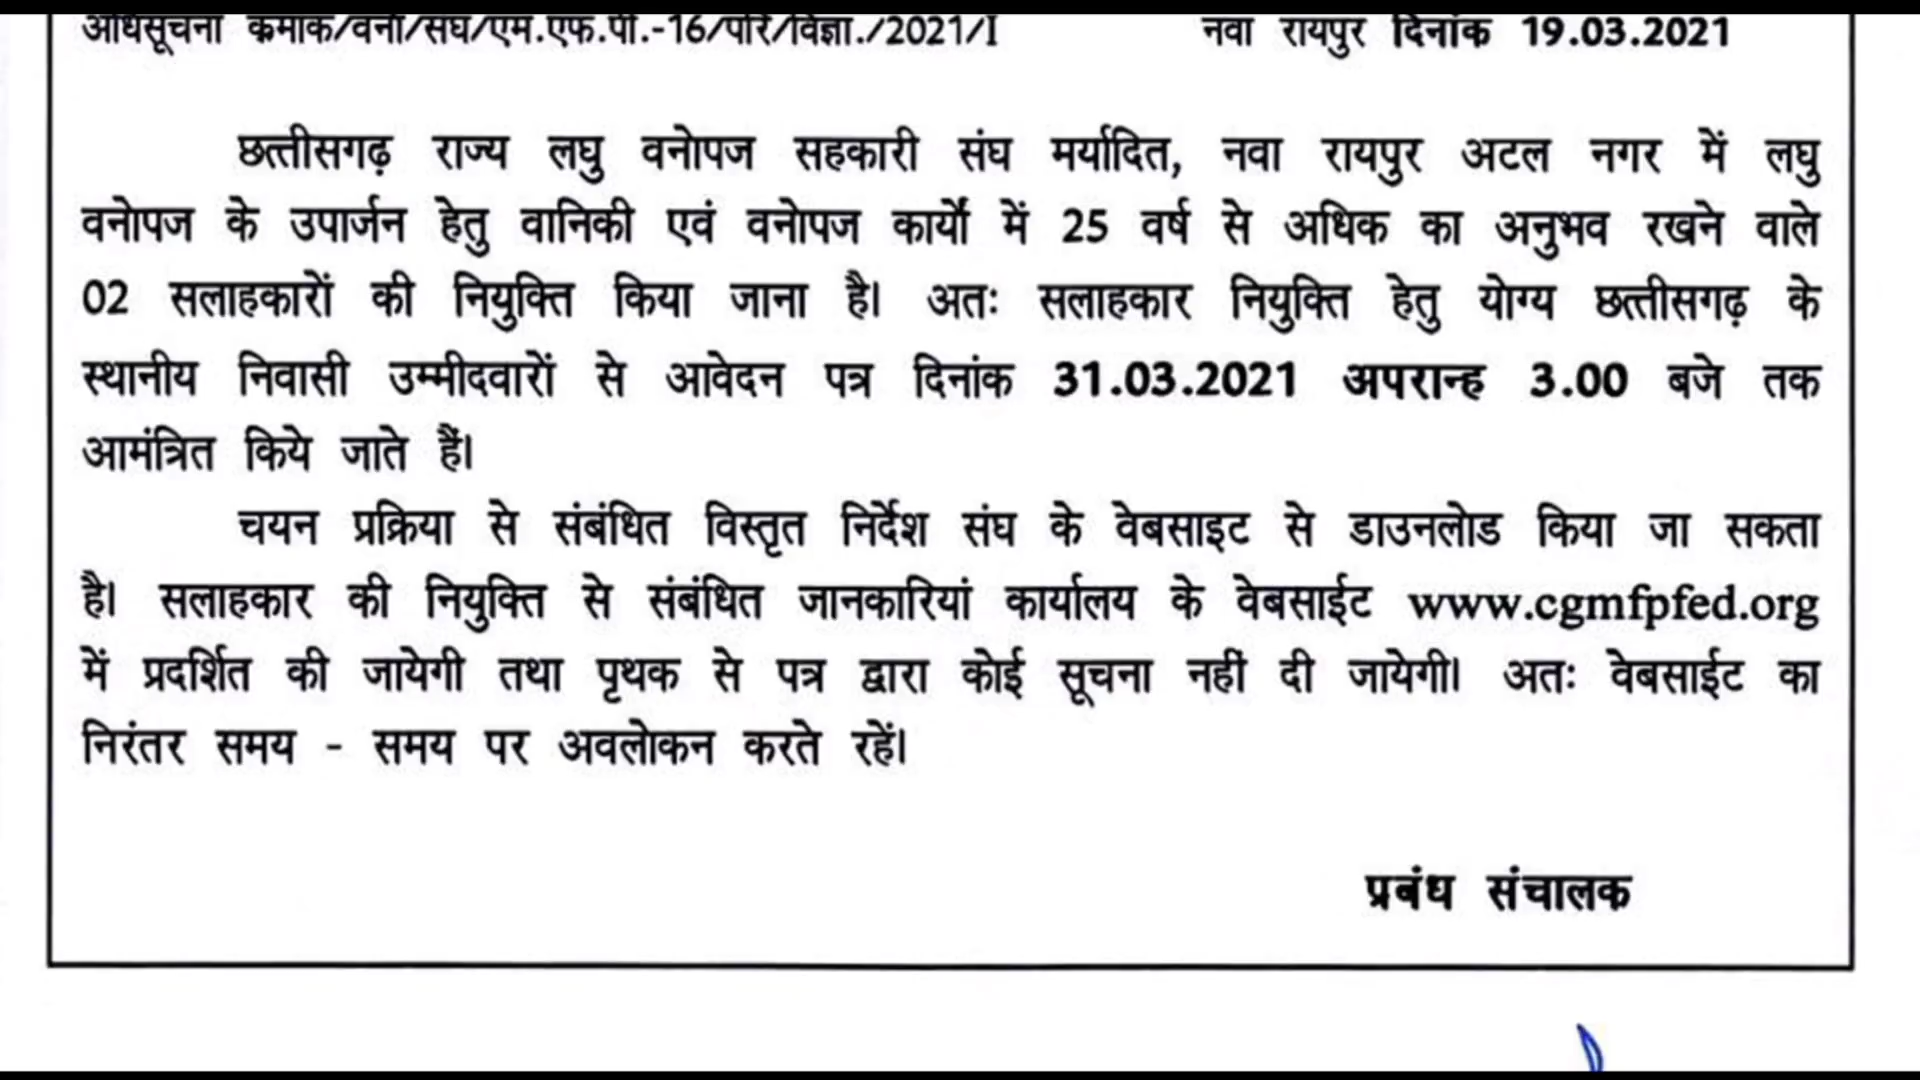 अधिसूचना क्रमांक/वनो/संघ/एम.एफ.पी.-16/परि/विज्ञा./2021/I नवा रायपुर दिनांक 19.03.2021
छत्तीसगढ़ राज्य लघु वनोपज सहकारी संघ मर्यादित, नवा रायपुर अटल नगर में लघु
वनोपज के उपार्जन हेतु वानिकी एवं वनोपज कार्यों में 25 वर्ष से अधिक का अनुभव रखने वाले
02 सलाहकारों की नियुक्ति किया जाना है। अतः सलाहकार नियुक्ति हेतु योग्य छत्तीसगढ़ के
स्थानीय निवासी उम्मीदवारों से आवेदन पत्र दिनांक 31.03.2021 अपरान्ह 3.00 बजे तक
आमंत्रित किये जाते हैं।
चयन प्रक्रिया से संबंधित विस्तृत निर्देश संघ के वेबसाइट से डाउनलोड किया जा सकता
है। सलाहकार की नियुक्ति से संबंधित जानकारियां कार्यालय के वेबसाईट www.cgmfpfed.org
में प्रदर्शित की जायेगी तथा पृथक से पत्र द्वारा कोई सूचना नहीं दी जायेगी। अतः वेबसाईट का
निरंतर समय - समय पर अवलोकन करते रहें।
प्रबंध संचालक